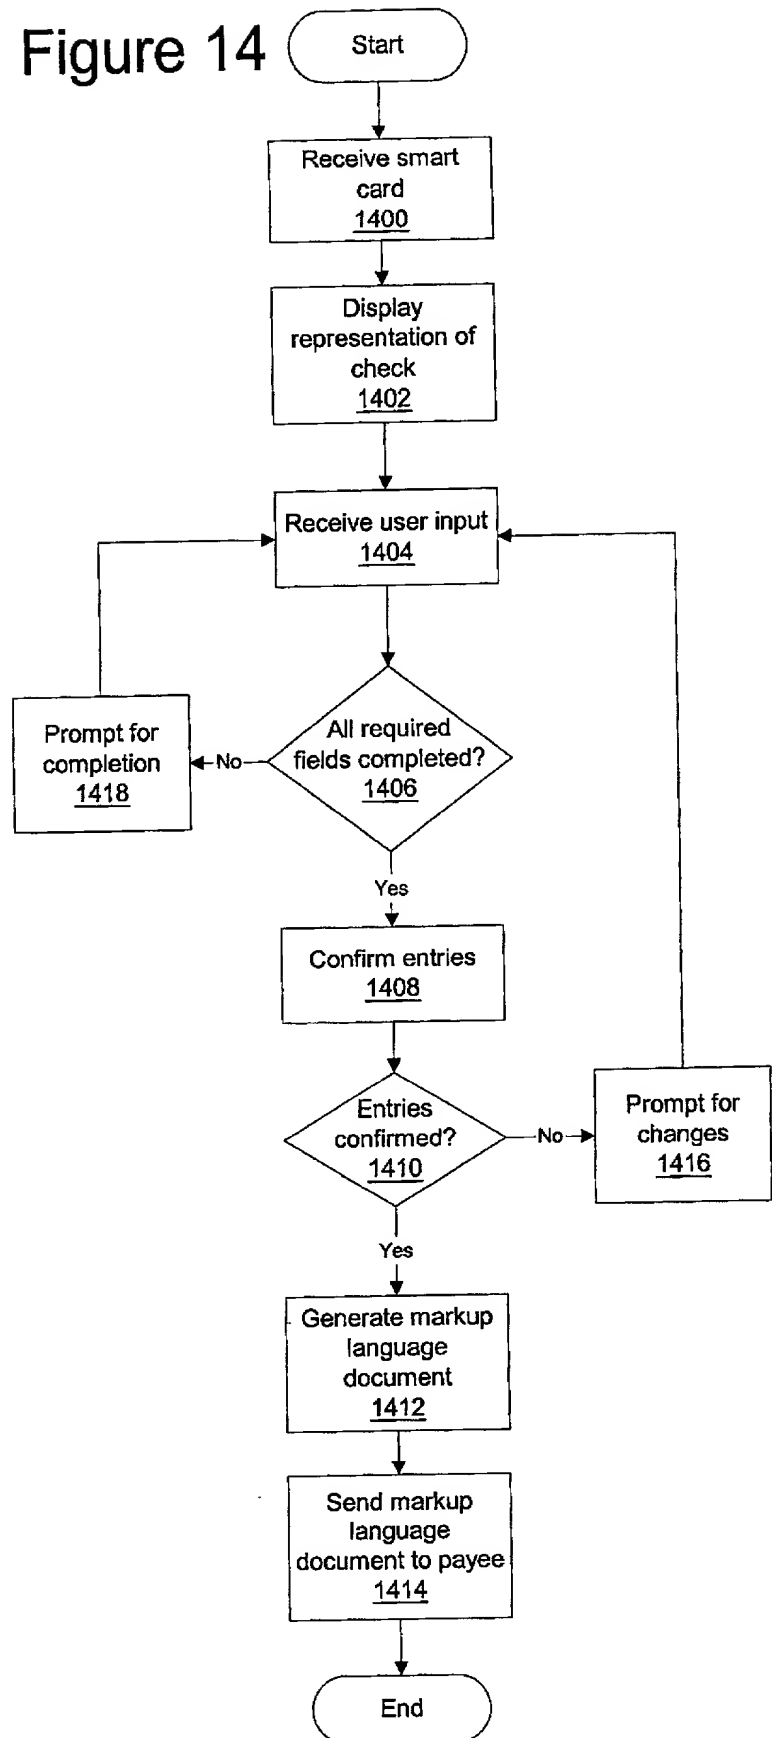 Figure 14
Start
Receive smart
card
1400
Display
representation of
check
1402
Receive user input
1404
All required
fields completed?
1406
No
Prompt for
completion
1418
Yes
Confirm entries
1408
Entries
confirmed?
1410
No
Prompt for
changes
1416
Yes
Generate markup
language
document
1412
Send markup
language
document to payee
1414
End